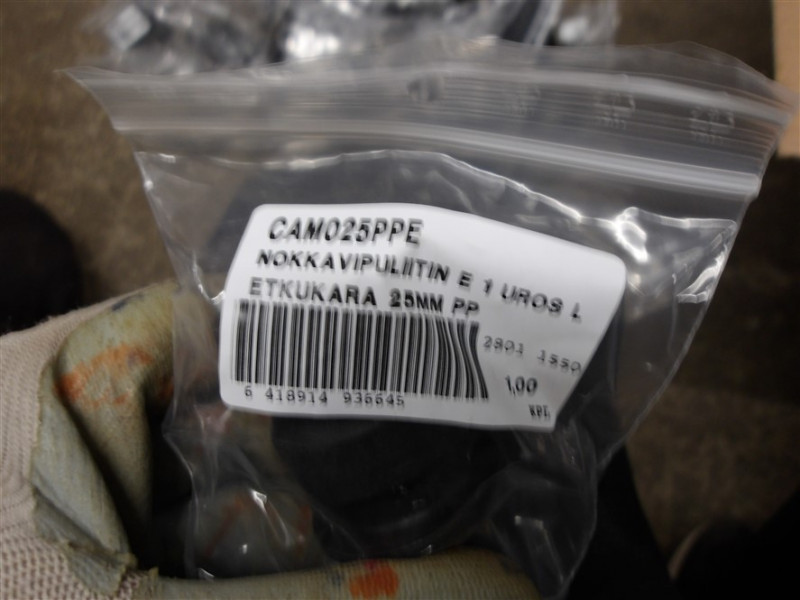 CAM025PPE
NOKKAVIPULIITIN E 1 UROS L
ETKUKARA 25MM PP
2801 1550
1,00
KPL
6 418914 936645